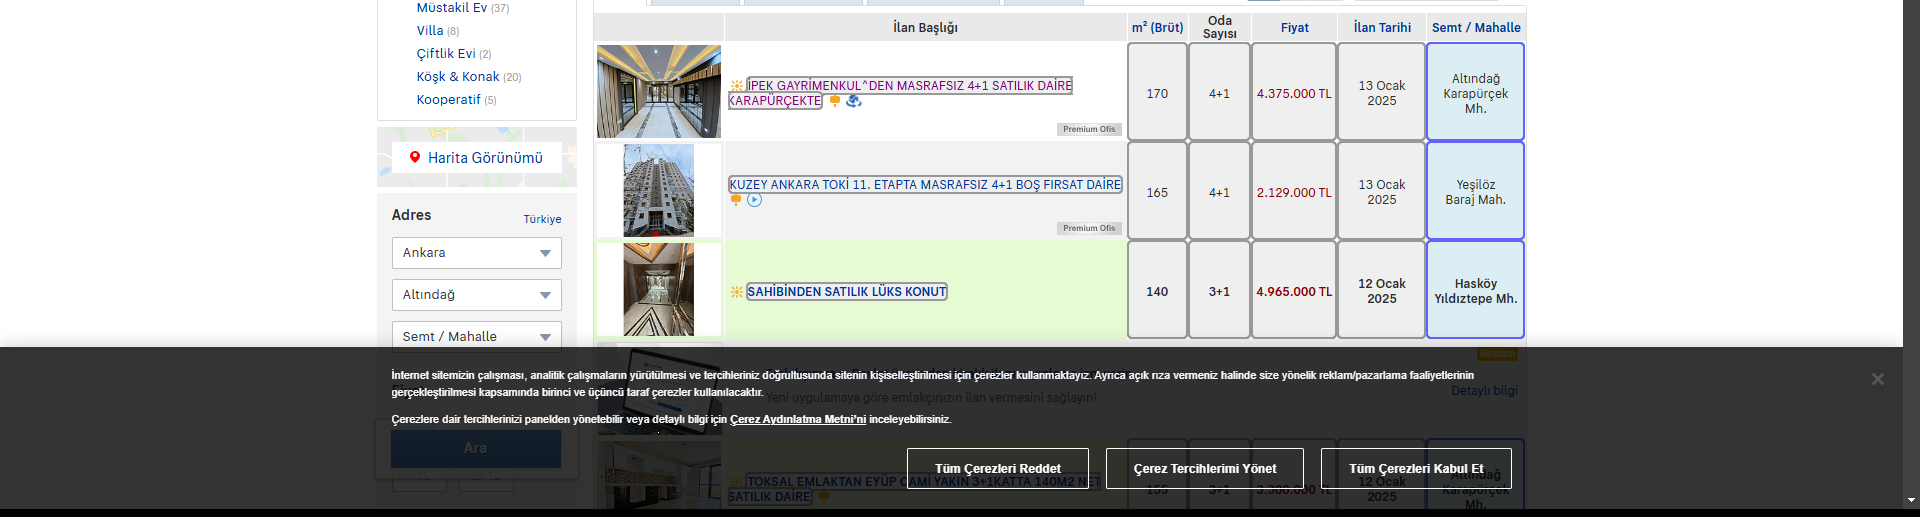 Müstakil Ev (37)
Villa (8)
Çiftlik Evi (2)
Köşk & Konak (20)
Kooperatif (5)
Harita Görünümü
Adres
Türkiye
Ankara
Altındağ
Semt / Mahalle
İlan Başlığı
m² (Brüt)
Oda
Sayısı
Fiyat
İlan Tarihi
Semt / Mahalle
İPEK GAYRİMENKUL^DEN MASRAFSIZ 4+1 SATILIK DAİRE
KARAPÜRÇEKTE
Premium Ofis
170
4+1
4.375.000 TL
13 Ocak
2025
Altındağ
Karapürçek
Mh.
KUZEY ANKARA TOKİ 11. ETAPTA MASRAFSIZ 4+1 BOŞ FIRSAT DAİRE
Premium Ofis
165
4+1
2.129.000 TL
13 Ocak
2025
Yeşilöz
Baraj Mah.
SAHİBİNDEN SATILIK LÜKS KONUT
140
3+1
4.965.000 TL
12 Ocak
2025
Hasköy
Yıldıztepe Mh.
Reklam
Detaylı bilgi
Yeni uygulamaya göre emlakçınızın ilan vermesini sağlayın!
İnternet sitemizin çalışması, analitik çalışmaların yürütülmesi ve tercihleriniz doğrultusunda sitenin kişiselleştirilmesi için çerezler kullanmaktayız. Ayrıca açık rıza vermeniz halinde size yönelik reklam/pazarlama faaliyetlerinin
gerçekleştirilmesi kapsamında birinci ve üçüncü taraf çerezler kullanılacaktır.
Çerezlere dair tercihlerinizi panelden yönetebilir veya detaylı bilgi için Çerez Aydınlatma Metni'ni inceleyebilirsiniz.
Ara
Tüm Çerezleri Reddet
Çerez Tercihlerimi Yönet
Tüm Çerezleri Kabul Et
TOKSAL EMLAKTAN EYÜP CAMİ YAKIN 3+1KATTA 140M2 NET
SATILIK DAİRE
155
3+1
3.300.000 TL
12 Ocak
2025
Altındağ
Karapürçek
Mh.